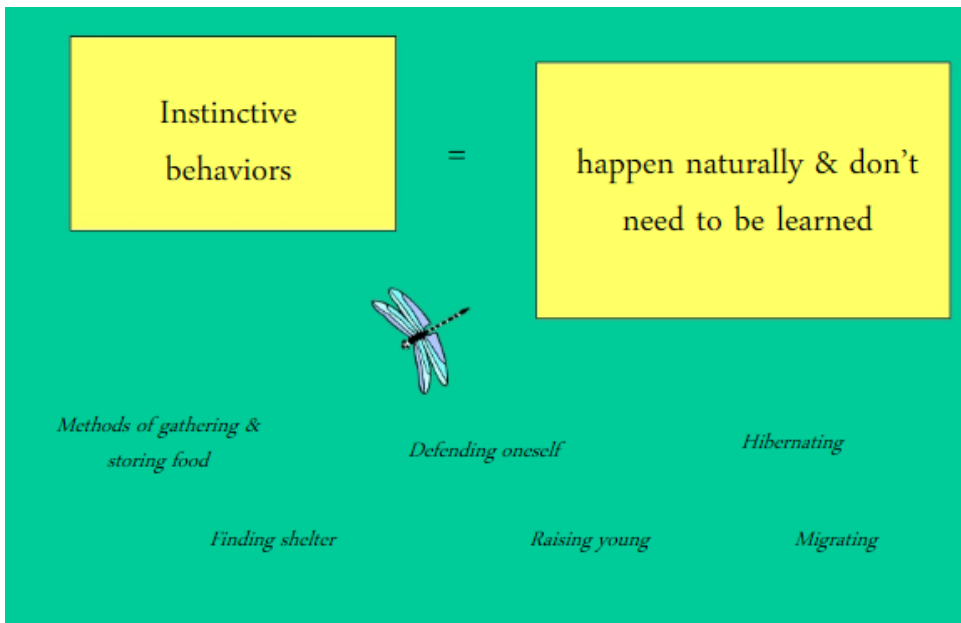 Instinctive
behaviors
=
happen naturally & don't
need to be learned
Methods of gathering &
storing food
Defending oneself
Hibernating
Finding shelter
Raising young
Migrating